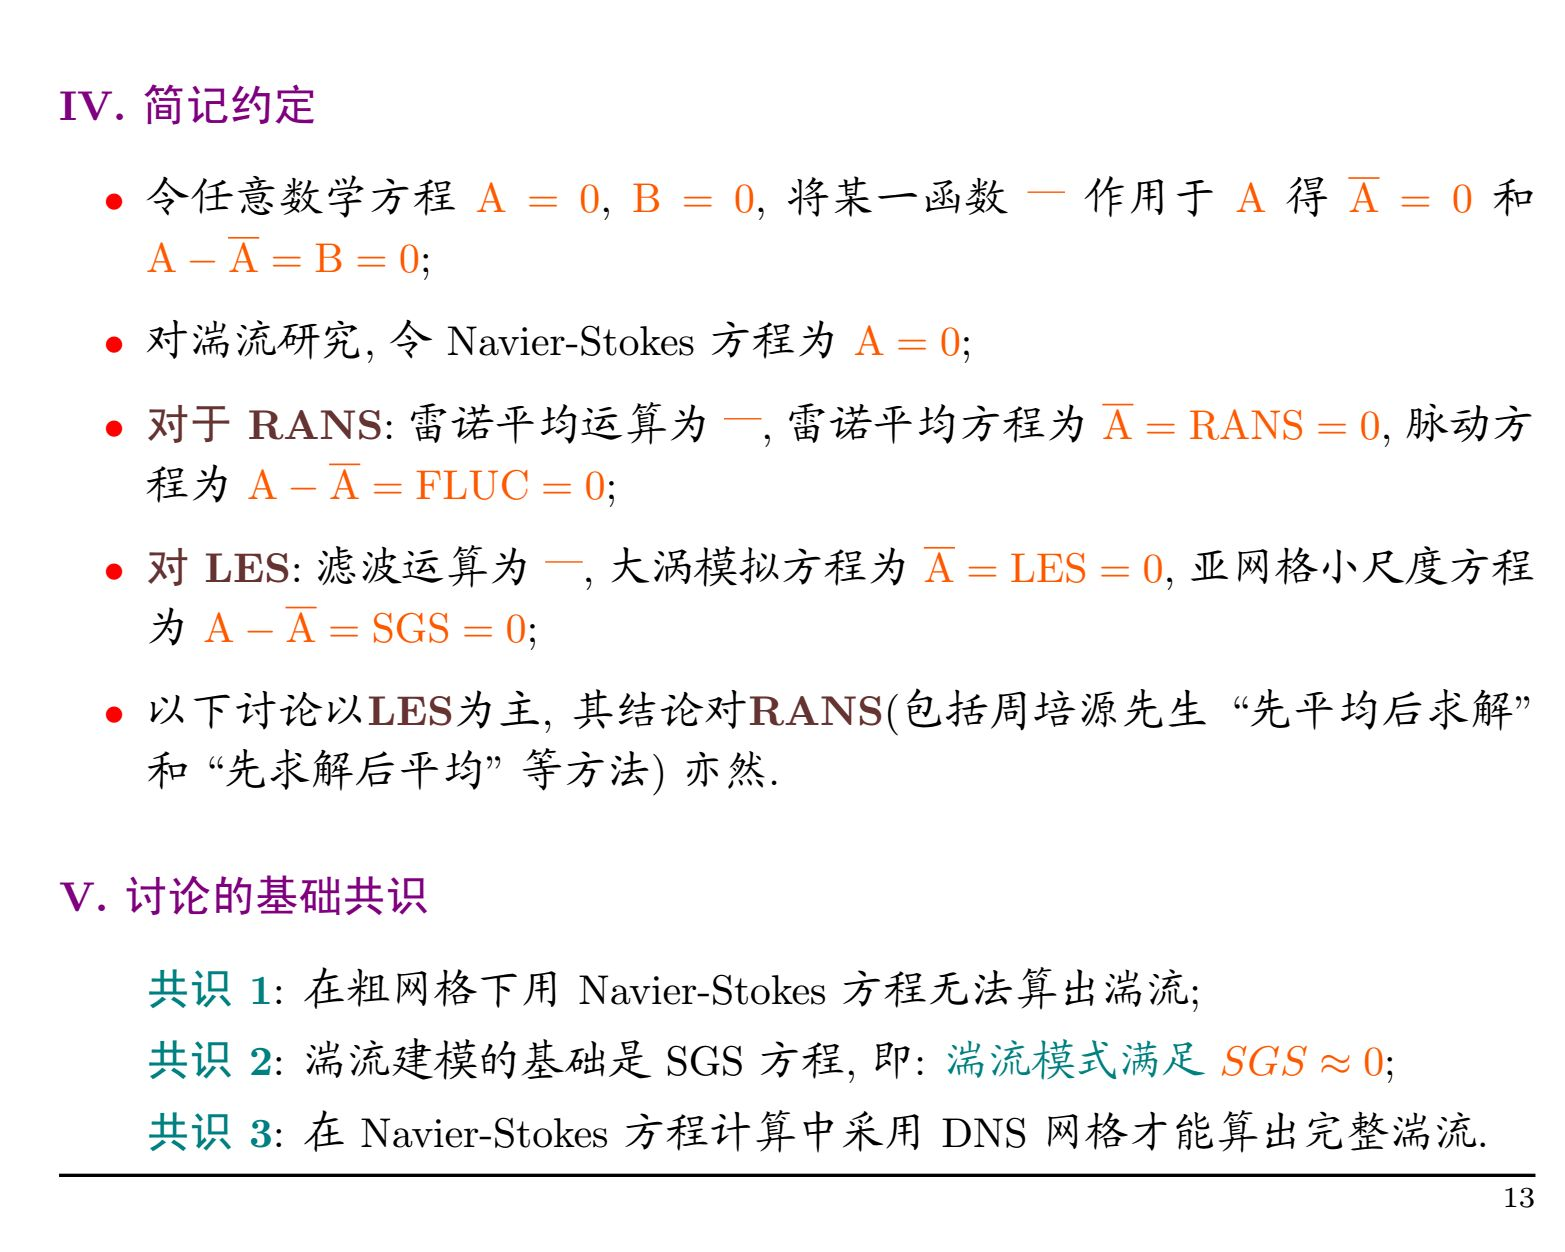 IV. 简记约定
• 令任意数学方程 A = 0, B = 0, 将某一函数 ‾ 作用于 A 得 A̅ = 0 和
A − A̅ = B = 0;
• 对湍流研究, 令 Navier-Stokes 方程为 A = 0;
• 对于 RANS: 雷诺平均运算为 ‾, 雷诺平均方程为 A̅ = RANS = 0, 脉动方
程为 A − A̅ = FLUC = 0;
• 对 LES: 滤波运算为 ‾, 大涡模拟方程为 A̅ = LES = 0, 亚网格小尺度方程
为 A − A̅ = SGS = 0;
• 以下讨论以LES为主, 其结论对RANS(包括周培源先生 “先平均后求解”
和 “先求解后平均” 等方法) 亦然.
V. 讨论的基础共识
共识 1: 在粗网格下用 Navier-Stokes 方程无法算出湍流;
共识 2: 湍流建模的基础是 SGS 方程, 即: 湍流模式满足 SGS ≈ 0;
共识 3: 在 Navier-Stokes 方程计算中采用 DNS 网格才能算出完整湍流.
13